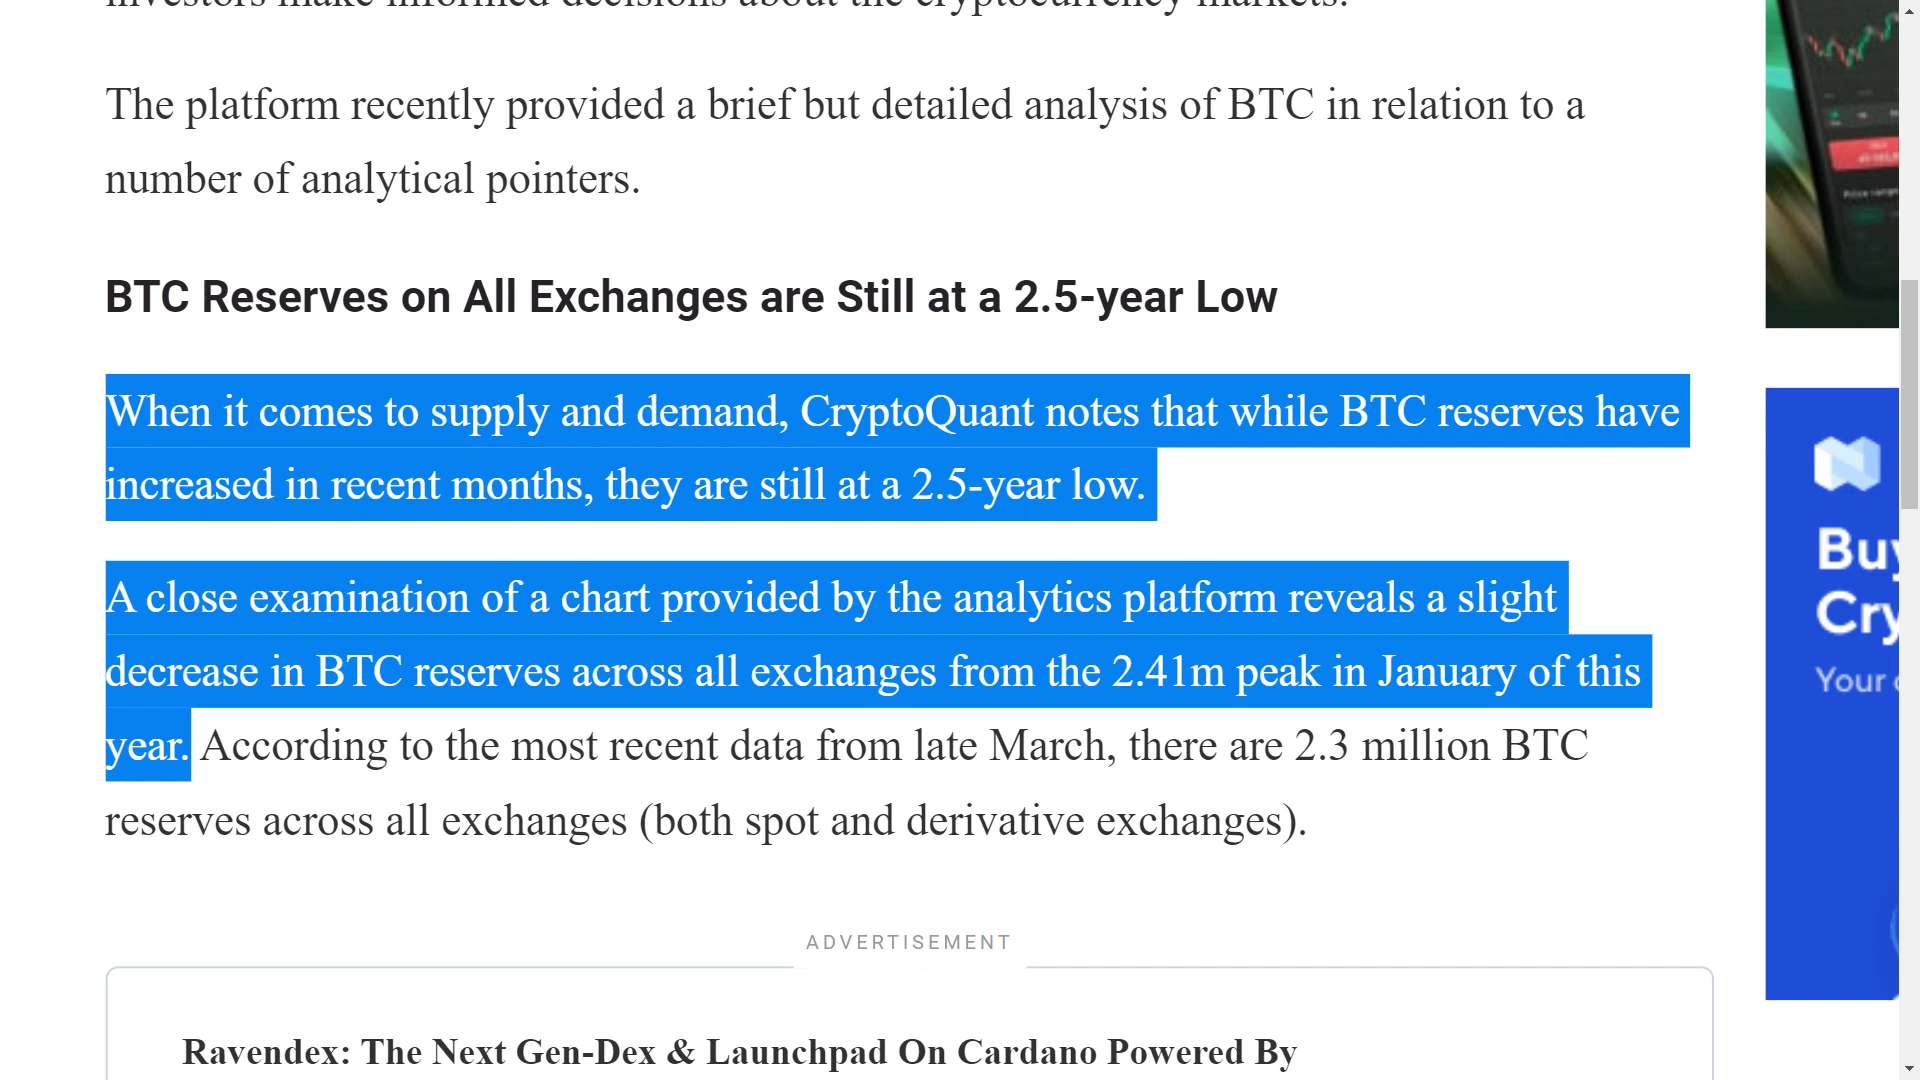 investors make informed decisions about the cryptocurrency markets.
The platform recently provided a brief but detailed analysis of BTC in relation to a
number of analytical pointers.
BTC Reserves on All Exchanges are Still at a 2.5-year Low
When it comes to supply and demand, CryptoQuant notes that while BTC reserves have
increased in recent months, they are still at a 2.5-year low.
A close examination of a chart provided by the analytics platform reveals a slight
decrease in BTC reserves across all exchanges from the 2.41m peak in January of this
year. According to the most recent data from late March, there are 2.3 million BTC
reserves across all exchanges (both spot and derivative exchanges).
ADVERTISEMENT
Ravendex: The Next Gen-Dex & Launchpad On Cardano Powered By
Buy
Cry
Your